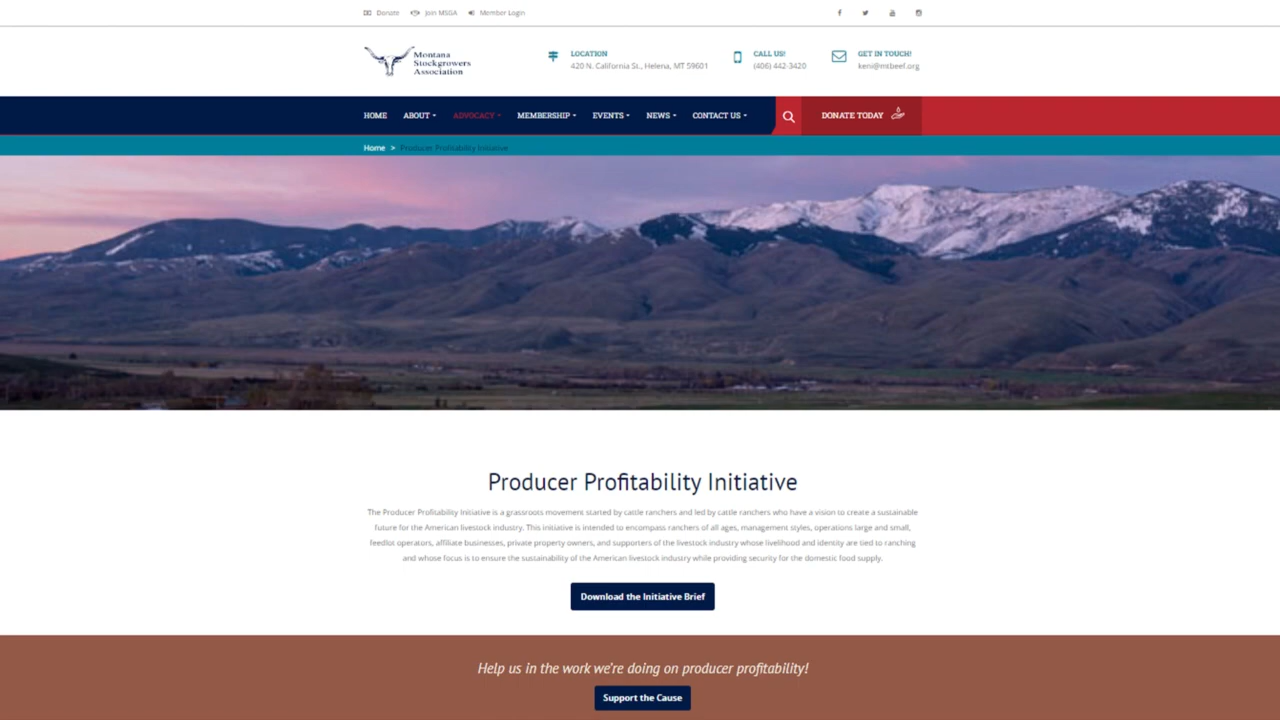 Donate Join MSGA Member Login
Montana
Stockgrowers
Association
LOCATION
420 N. California St., Helena, MT 59601
CALL US!
(406) 442-3420
GET IN TOUCH!
keni@mtbeef.org
HOME ABOUT ADVOCACY MEMBERSHIP EVENTS NEWS CONTACT US DONATE TODAY
Home > Producer Profitability Initiative
Producer Profitability Initiative
The Producer Profitability Initiative is a grassroots movement started by cattle ranchers and led by cattle ranchers who have a vision to create a sustainable
future for the American livestock industry. This initiative is intended to encompass ranchers of all ages, management styles, operations large and small,
feedlos operators, affiliate businesses, private property owners, and supporters of the livestock industry whose livelihood and identity are tied to ranching
and whose focus is to ensure the sustainability of the American livestock industry while providing security for the domestic food supply.
Download the Initiative Brief
Help us in the work we're doing on producer profitability!
Support the Cause